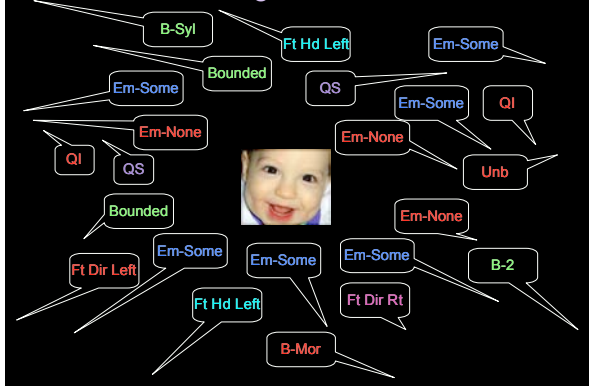 B-Syl
Ft Hd Left
Em-Some
Bounded
QS
Em-Some
Em-Some
QI
Em-None
Em-None
QI
QS
Unb
Bounded
Em-None
Em-Some
Em-Some
Em-Some
B-2
Ft Dir Left
Ft Hd Left
Ft Dir Rt
B-Mor